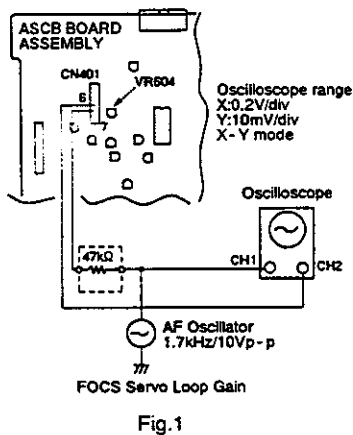 ASCB BOARD
ASSEMBLY
CN401
6
VR604
7
Oscilloscope range
X:0.2V/div
Y:10mV/div
X - Y mode
Oscilloscope
47kΩ
CH1
CH2
AF Oscillator
1.7kHz/10Vp - p
FOCS Servo Loop Gain
Fig.1